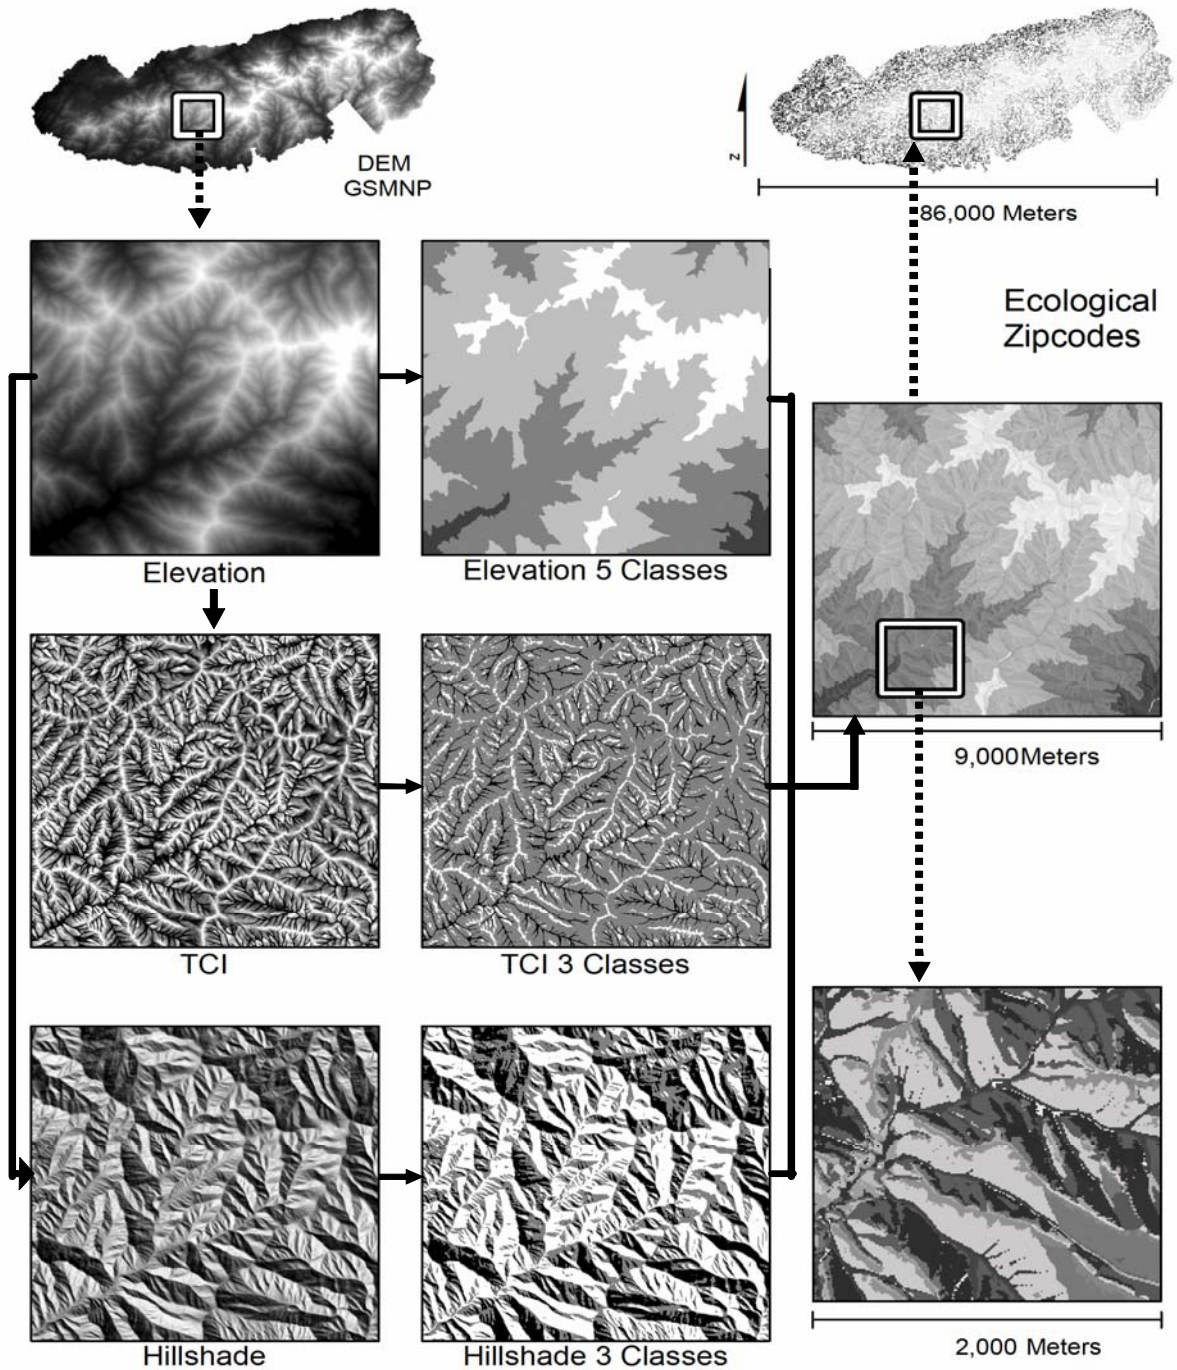 DEM
GSMNP
z
86,000 Meters
Ecological
Zipcodes
Elevation
Elevation 5 Classes
9,000Meters
TCI
TCI 3 Classes
Hillshade
Hillshade 3 Classes
2,000 Meters